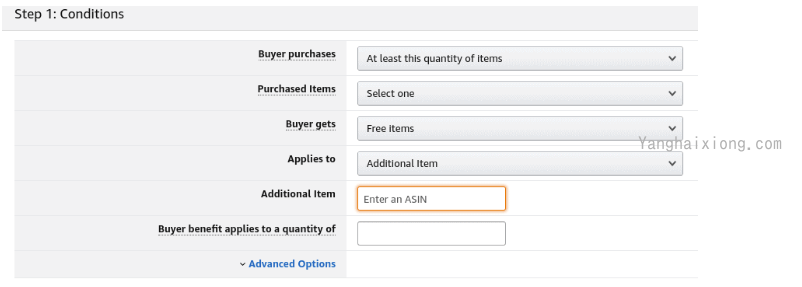 Step 1: Conditions
Buyer purchases At least this quantity of items
Purchased Items Select one
Buyer gets Free Items
Yanghaixiong.com
Applies to Additional Item
Additional Item Enter an ASIN
Buyer benefit applies to a quantity of
Advanced Options